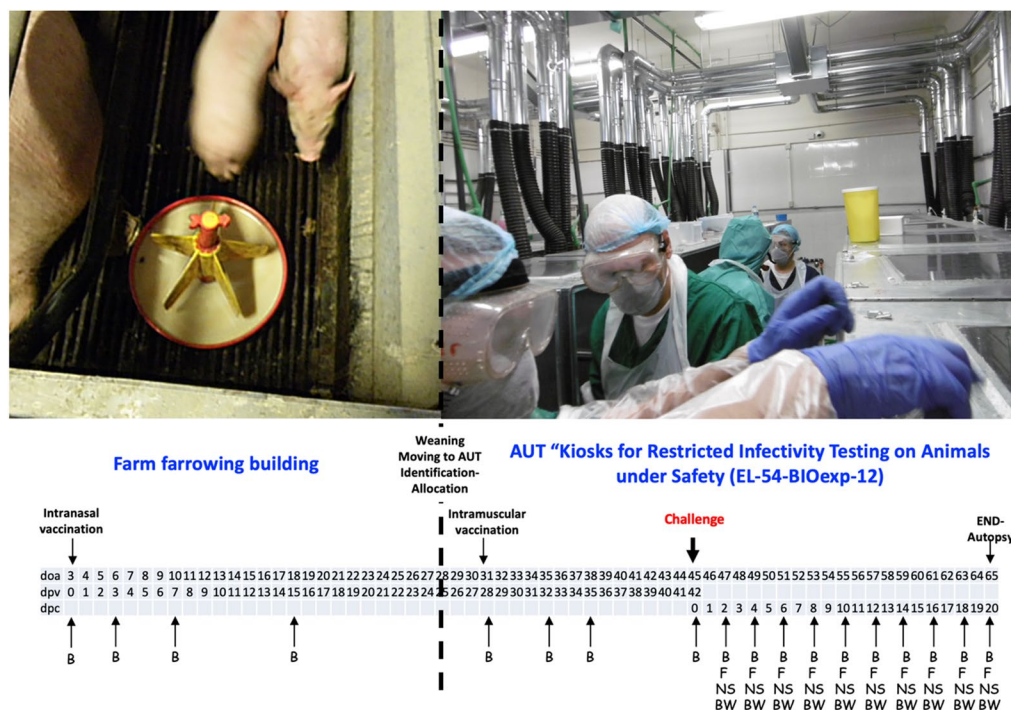 Farm farrowing building
Weaning
Moving to AUT
Identification-
Allocation
AUT “Kiosks for Restricted Infectivity Testing on Animals
under Safety (EL-54-BIOexp-12)
Intranasal
vaccination
Intramuscular
vaccination
Challenge
END-
Autopsy
doa 3 4 5 6 7 8 9 10 11 12 13 14 15 16 17 18 19 20 21 22 23 24 25 26 27 28 29 30 31 32 33 34 35 36 37 38 39 40 41 42 43 44 45 46 47 48 49 50 51 52 53 54 55 56 57 58 59 60 61 62 63 64 65
dpv 0 1 2 3 4 5 6 7 8 9 10 11 12 13 14 15 16 17 18 19 20 21 22 23 24 25 26 27 28 29 30 31 32 33 34 35 36 37 38 39 40 41 42
dpc 0 1 2 3 4 5 6 7 8 9 10 11 12 13 14 15 16 17 18 19 20
B B B B B B B B B B B B B B B B B B
F F F F F F F F F F
NS NS NS NS NS NS NS NS NS NS
BW BW BW BW BW BW BW BW BW BW